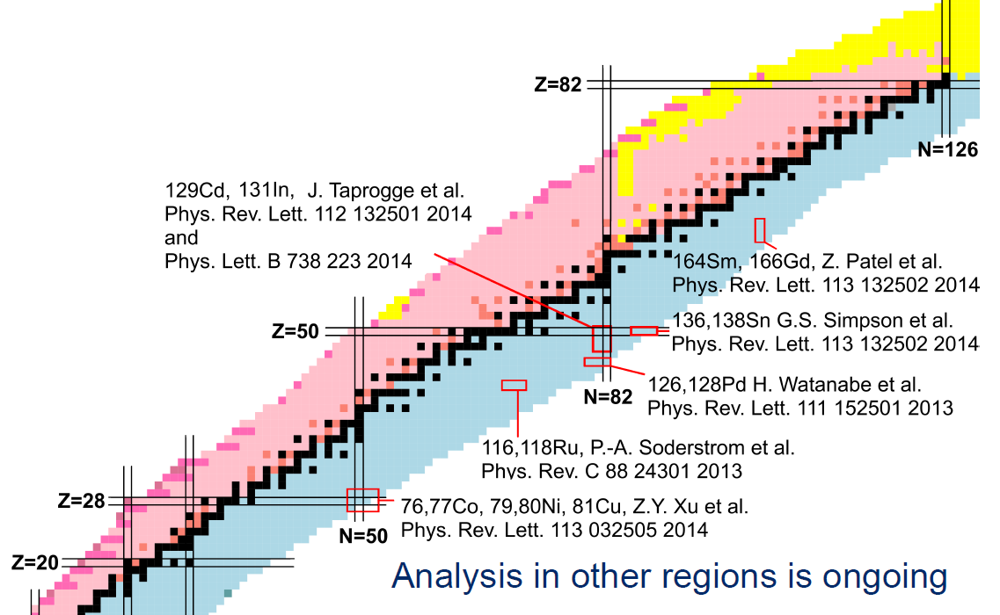 Z=82
N=126
129Cd, 131In, J. Taprogge et al.
Phys. Rev. Lett. 112 132501 2014
and
Phys. Lett. B 738 223 2014
164Sm, 166Gd, Z. Patel et al.
Phys. Rev. Lett. 113 132502 2014
Z=50
136,138Sn G.S. Simpson et al.
Phys. Rev. Lett. 113 132502 2014
N=82
126,128Pd H. Watanabe et al.
Phys. Rev. Lett. 111 152501 2013
116,118Ru, P.-A. Soderstrom et al.
Phys. Rev. C 88 24301 2013
Z=28
76,77Co, 79,80Ni, 81Cu, Z.Y. Xu et al.
Phys. Rev. Lett. 113 032505 2014
N=50
Z=20
Analysis in other regions is ongoing